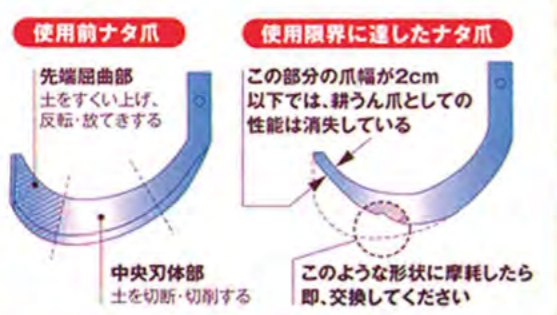 使用前ナタ爪
先端屈曲部
土をすくい上げ、
反転・放てきする
中央刃体部
土を切断・切削する
使用限界に達したナタ爪
この部分の爪幅が2cm
以下では、耕うん爪としての
性能は消失している
このような形状に摩耗したら
即、交換してください